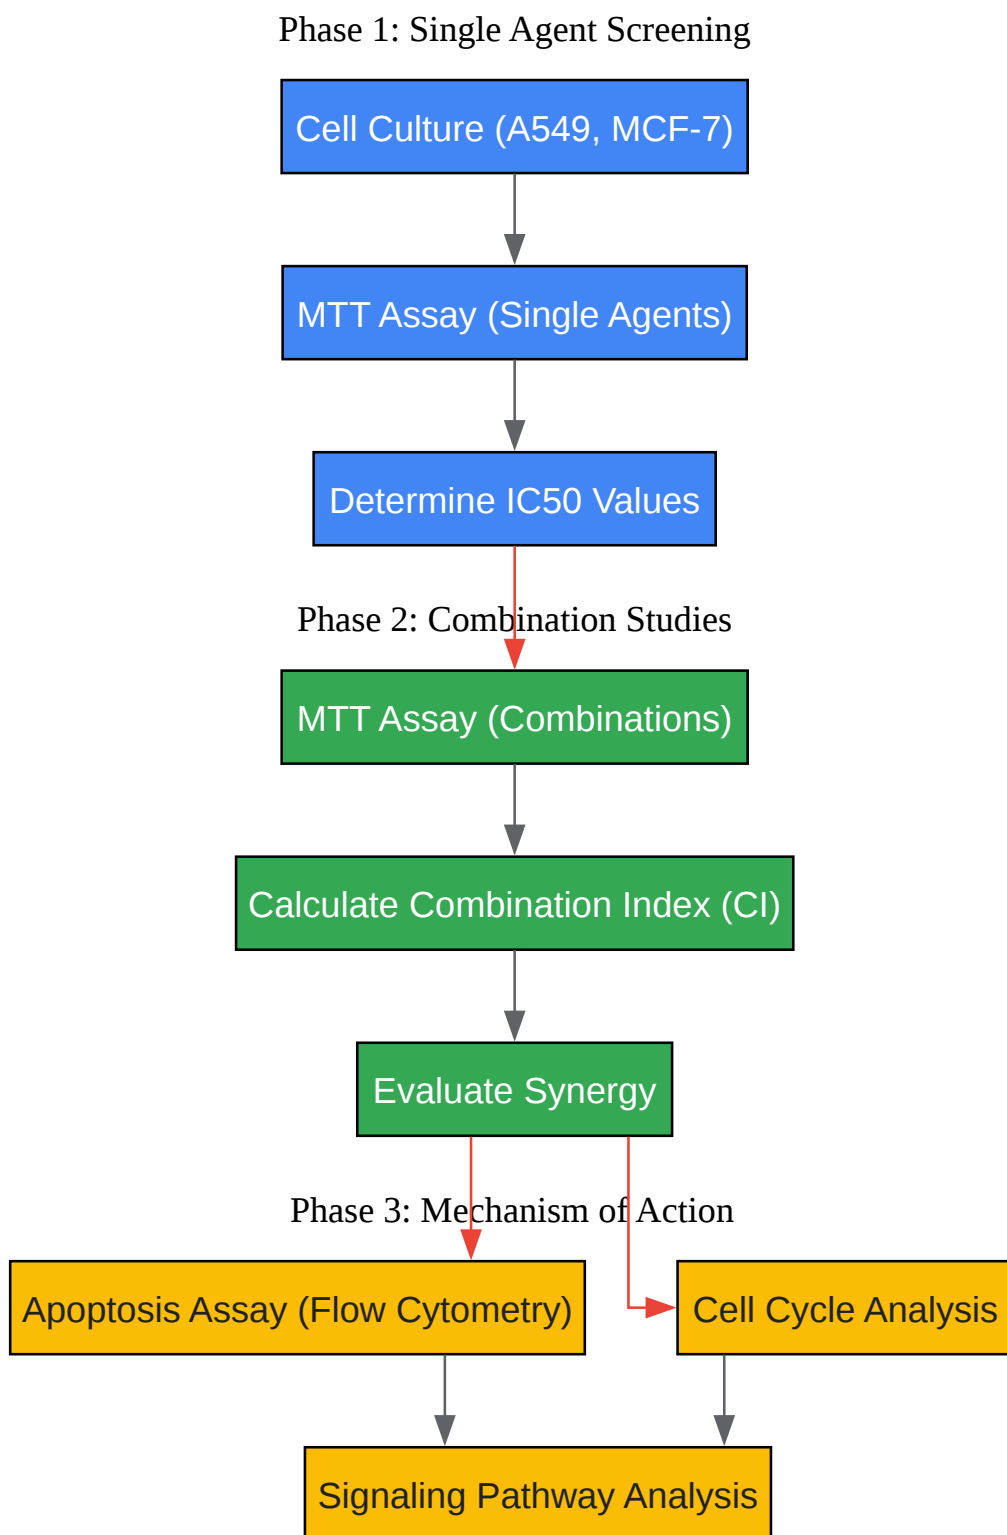 Phase 1: Single Agent Screening
Cell Culture (A549, MCF-7)
MTT Assay (Single Agents)
Determine IC50 Values
Phase 2: Combination Studies
MTT Assay (Combinations)
Calculate Combination Index (CI)
Evaluate Synergy
Phase 3: Mechanism of Action
Apoptosis Assay (Flow Cytometry)
Cell Cycle Analysis
Signaling Pathway Analysis